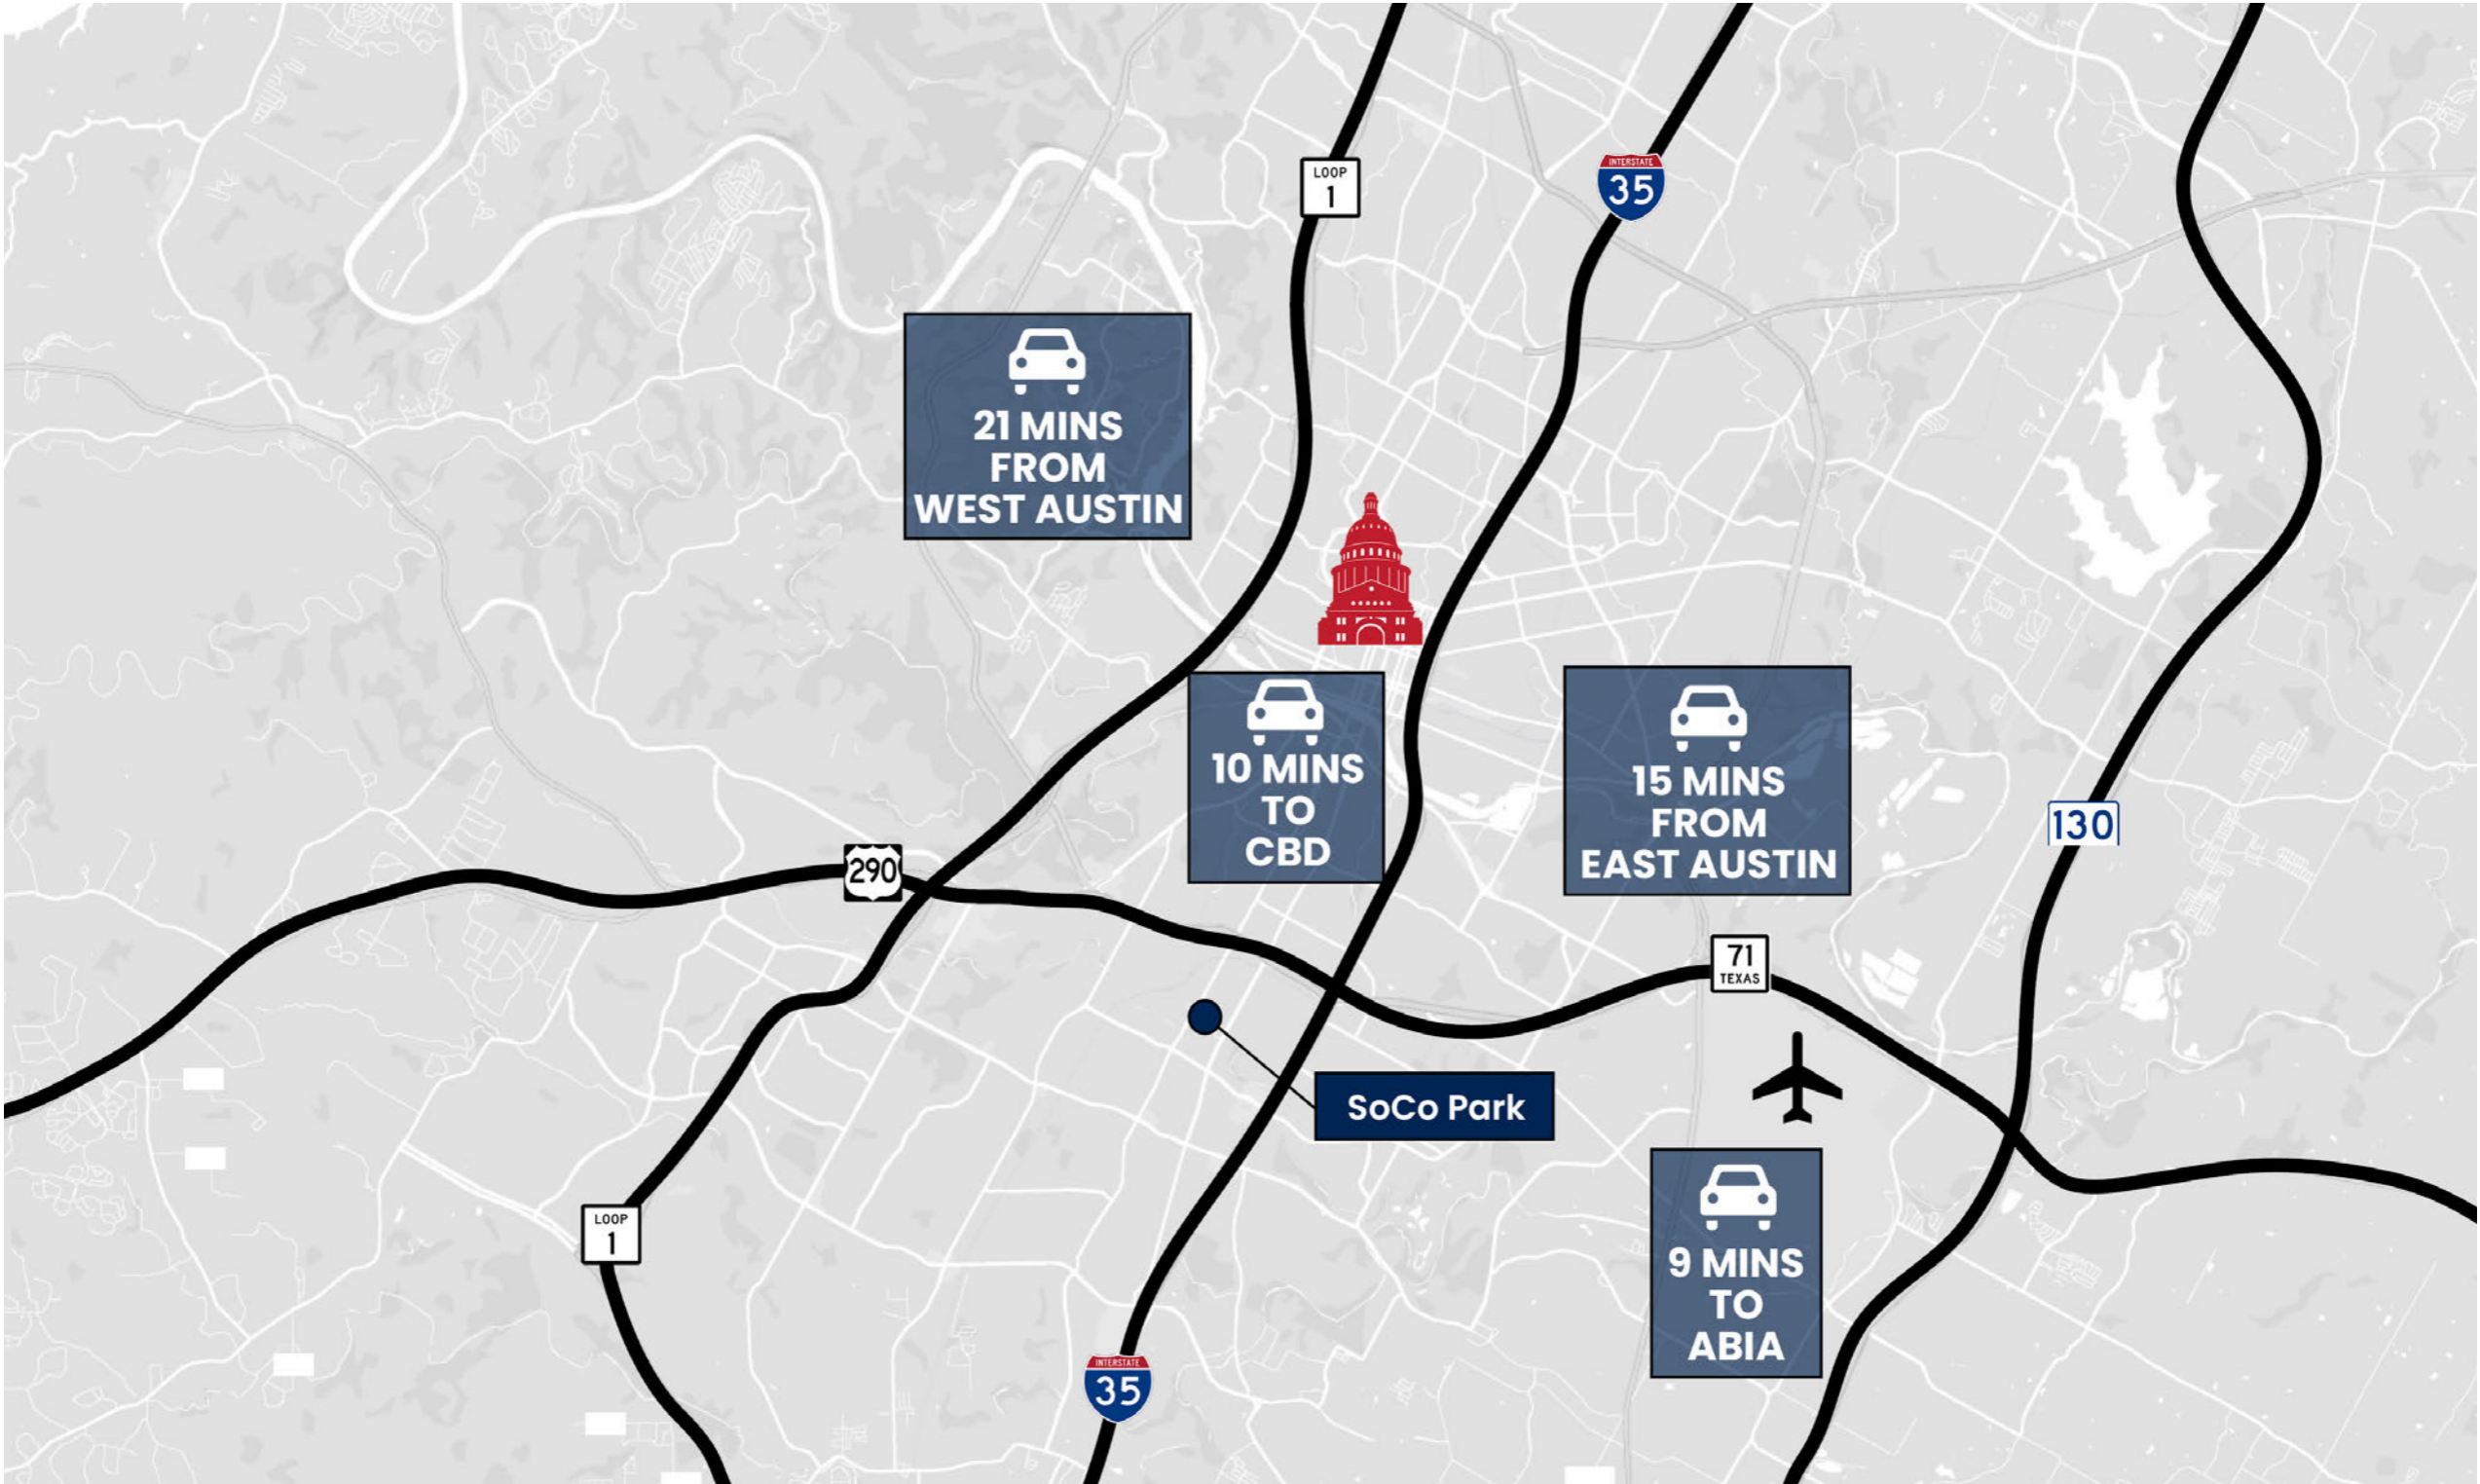 LOOP
1
INTERSTATE
35
21 MINS
FROM
WEST AUSTIN
10 MINS
TO
CBD
15 MINS
FROM
EAST AUSTIN
130
290
71
TEXAS
SoCo Park
9 MINS
TO
ABIA
LOOP
1
INTERSTATE
35